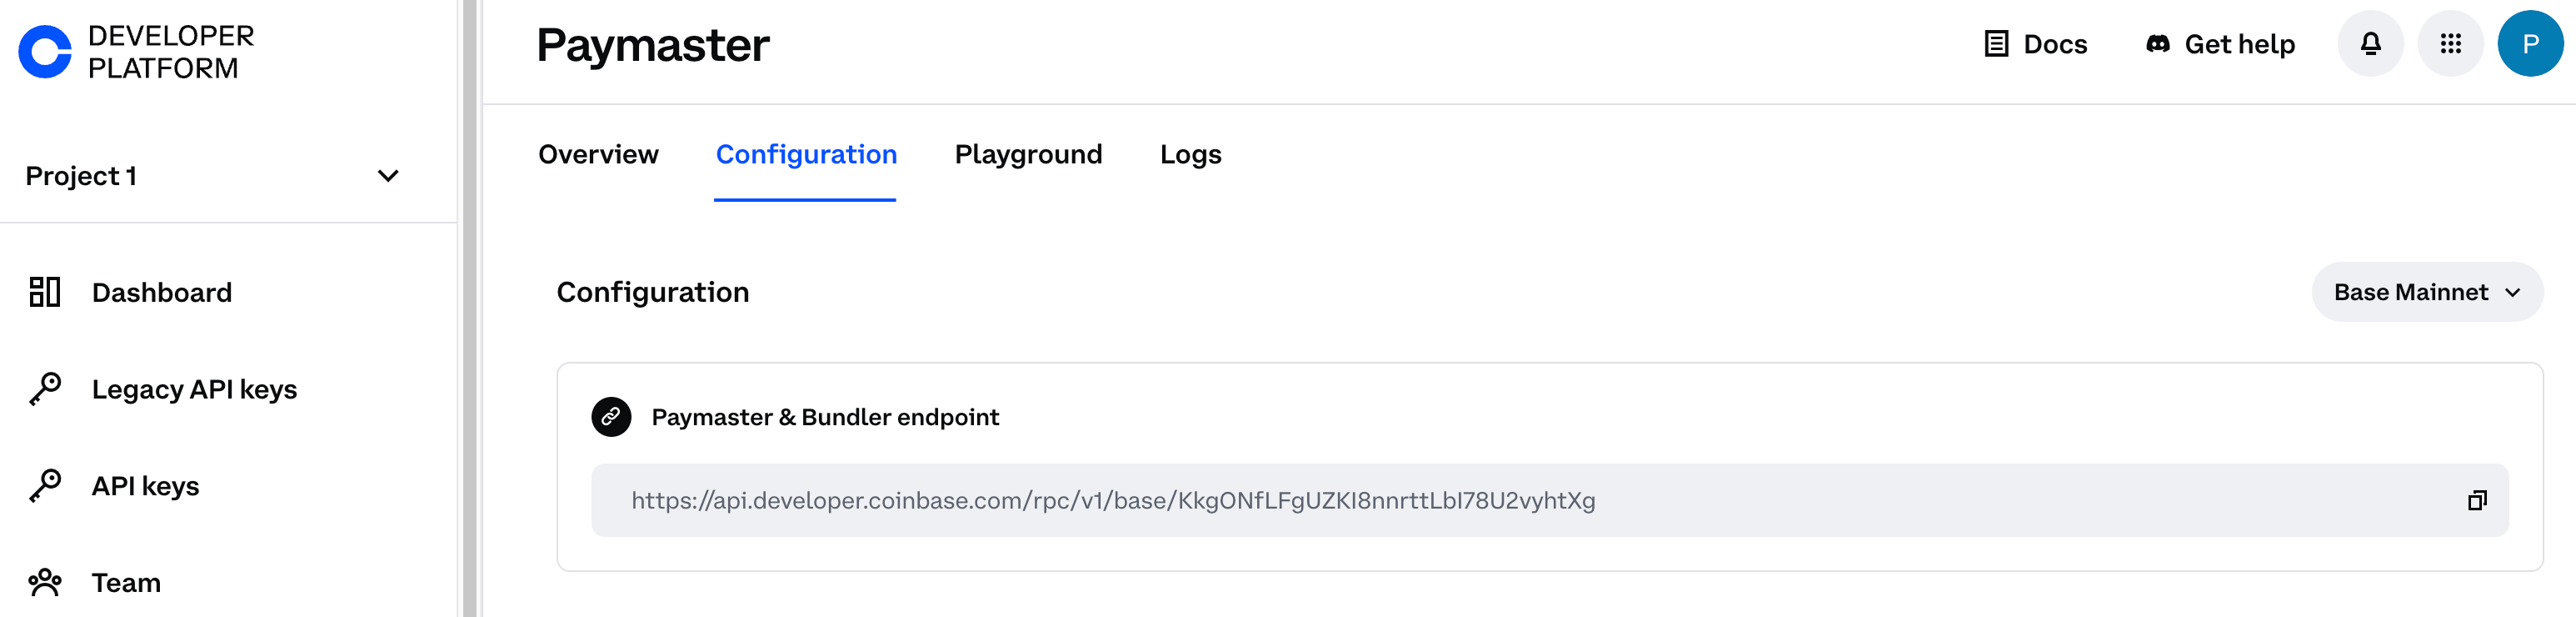 DEVELOPER
PLATFORM
Project 1
Dashboard
Legacy API keys
API keys
Team
Paymaster
Docs
Get help
P
Overview
Configuration
Playground
Logs
Configuration
Base Mainnet
Paymaster & Bundler endpoint
https://api.developer.coinbase.com/rpc/v1/base/KkgONfLFgUZKI8nnrttLbI78U2vyhtXg